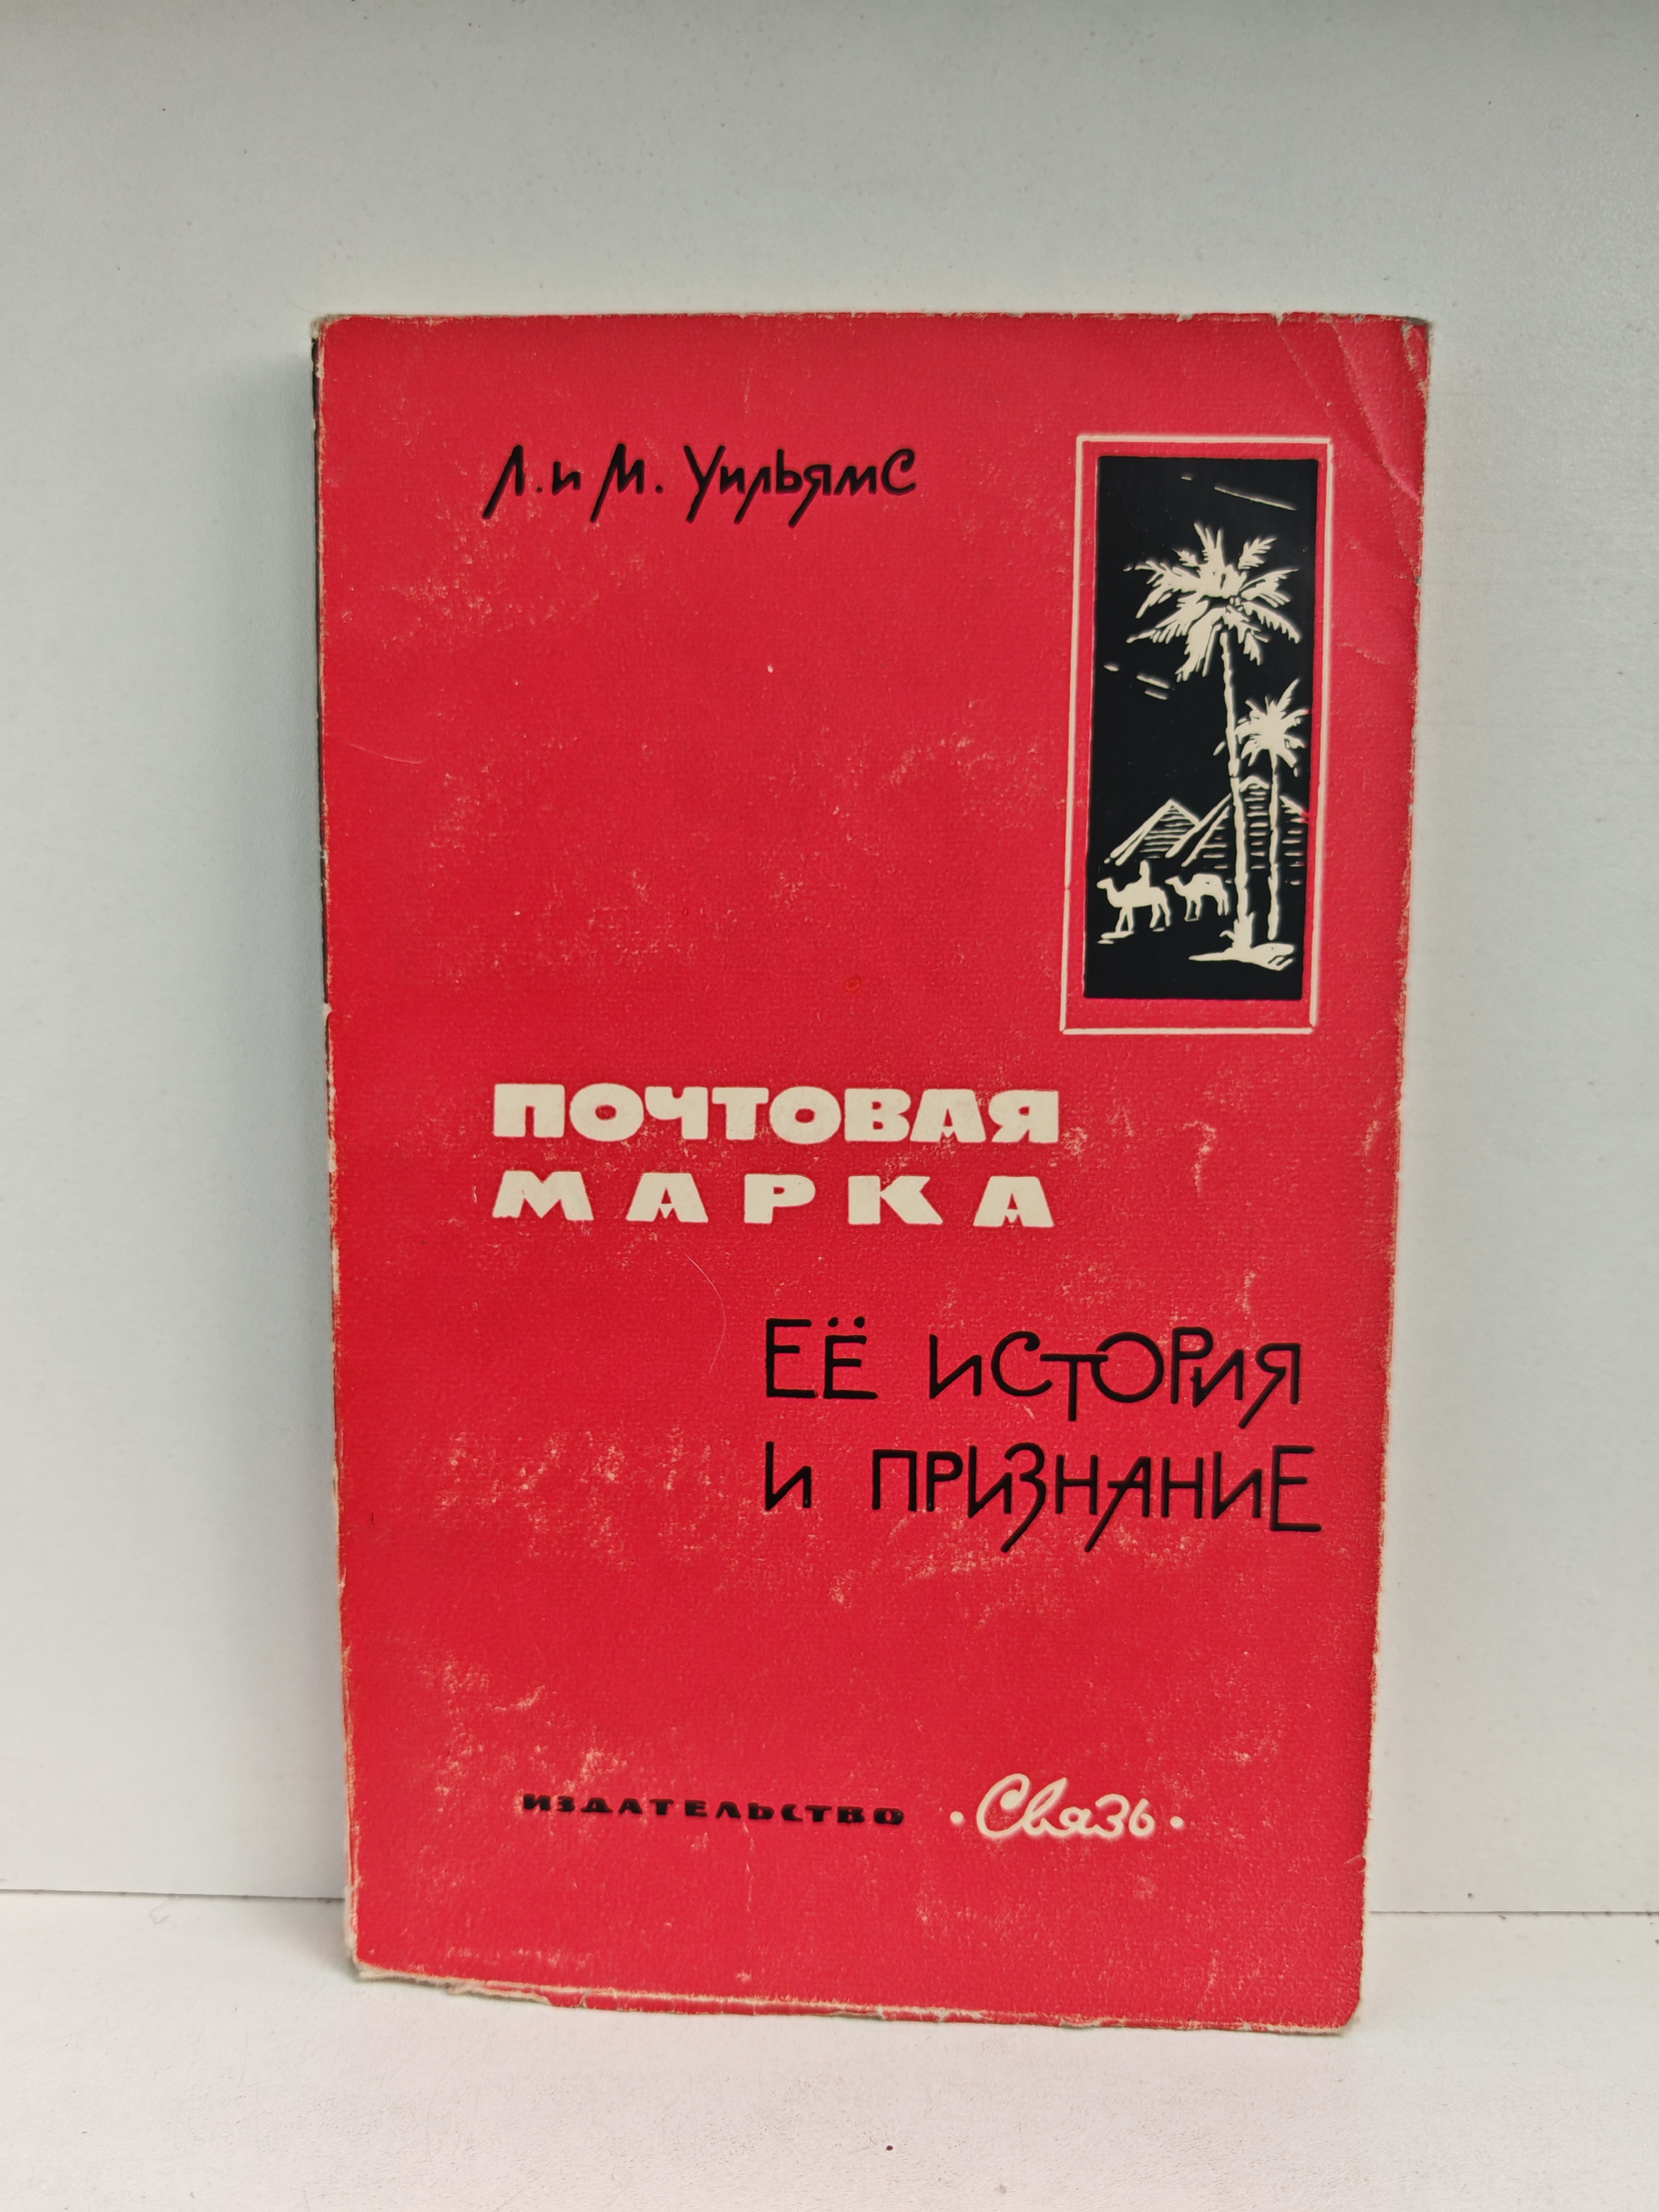 Л. и М. Уильямс
ПОЧТОВАЯ
МАРКА
ЕЁ ИСТОРИЯ
И ПРИЗНАНИЕ
ИЗДАТЕЛЬСТВО • Связь •